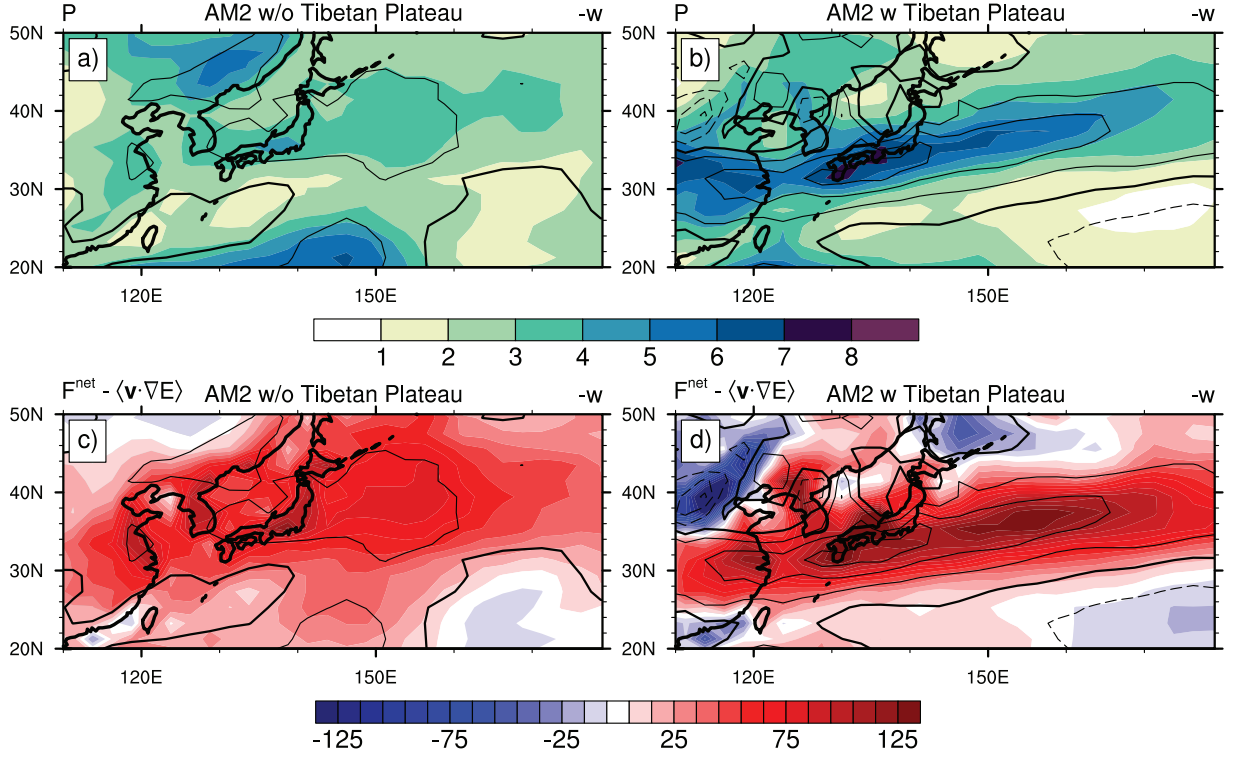 P AM2 w/o Tibetan Plateau -w
P AM2 w Tibetan Plateau -w
50N a) 50N b)
40N 40N
30N 30N
20N 20N
120E 150E 120E 150E
1 2 3 4 5 6 7 8
F^net - ⟨v·∇E⟩ AM2 w/o Tibetan Plateau -w
F^net - ⟨v·∇E⟩ AM2 w Tibetan Plateau -w
50N c) 50N d)
40N 40N
30N 30N
20N 20N
120E 150E 120E 150E
-125 -75 -25 25 75 125